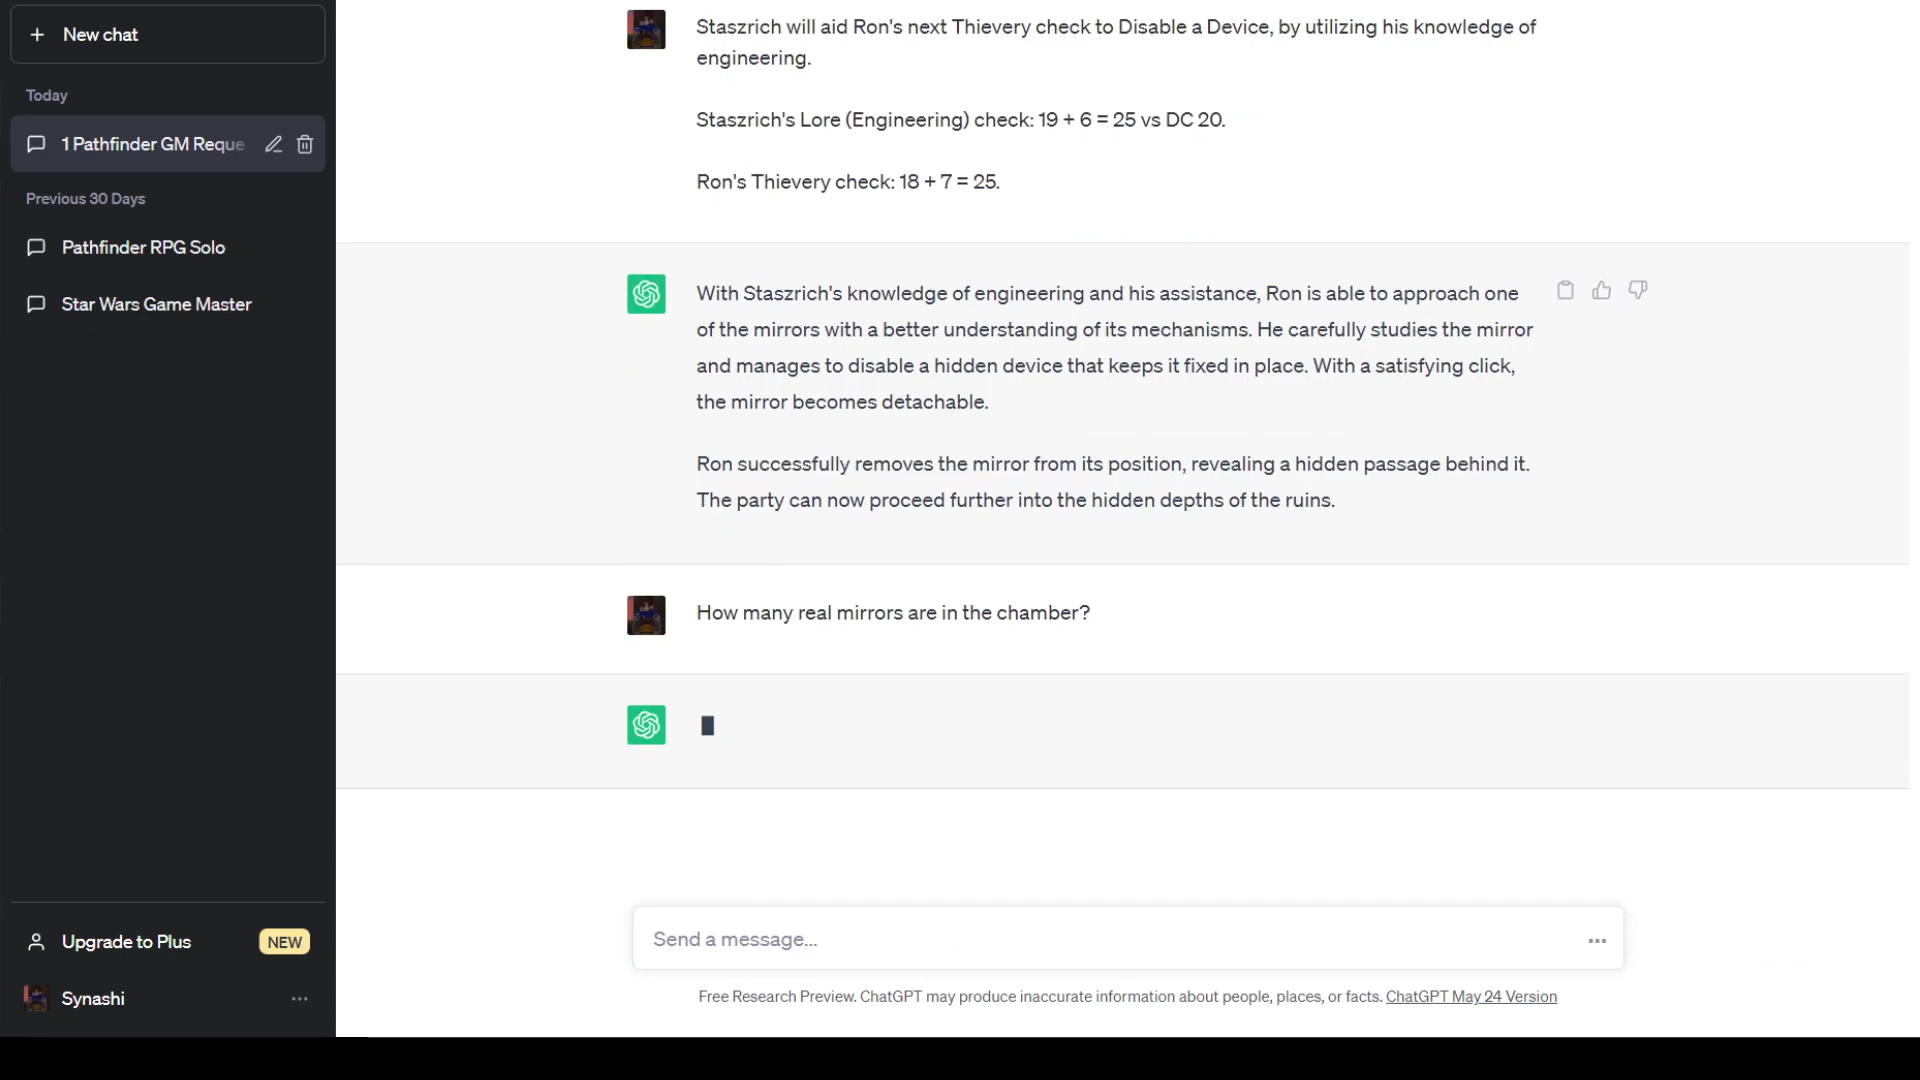 New chat
Today
1 Pathfinder GM Reque
Previous 30 Days
Pathfinder RPG Solo
Star Wars Game Master
Upgrade to Plus
NEW
Synashi
Staszrich will aid Ron's next Thievery check to Disable a Device, by utilizing his knowledge of
engineering.
Staszrich's Lore (Engineering) check: 19 + 6 = 25 vs DC 20.
Ron's Thievery check: 18 + 7 = 25.
With Staszrich's knowledge of engineering and his assistance, Ron is able to approach one
of the mirrors with a better understanding of its mechanisms. He carefully studies the mirror
and manages to disable a hidden device that keeps it fixed in place. With a satisfying click,
the mirror becomes detachable.
Ron successfully removes the mirror from its position, revealing a hidden passage behind it.
The party can now proceed further into the hidden depths of the ruins.
How many real mirrors are in the chamber?
Send a message...
Free Research Preview. ChatGPT may produce inaccurate information about people, places, or facts. ChatGPT May 24 Version